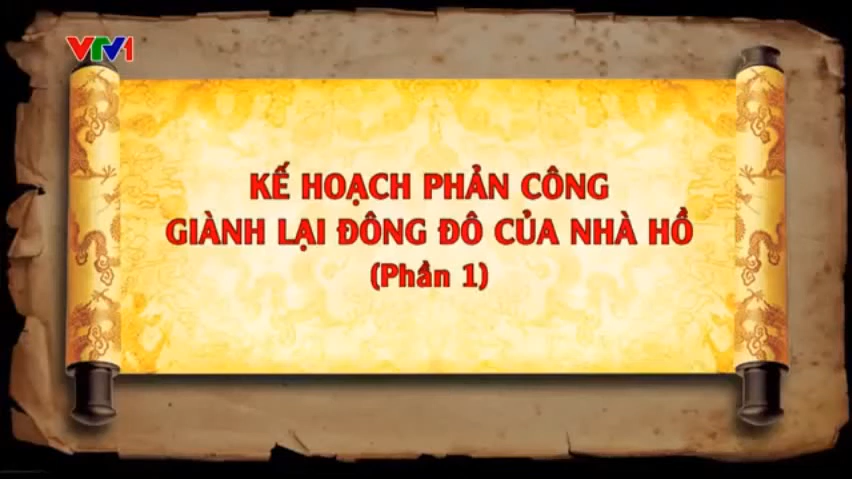 VTV1
KẾ HOẠCH PHẢN CÔNG
GIÀNH LẠI ĐÔNG ĐÔ CỦA NHÀ HỒ
(Phần 1)